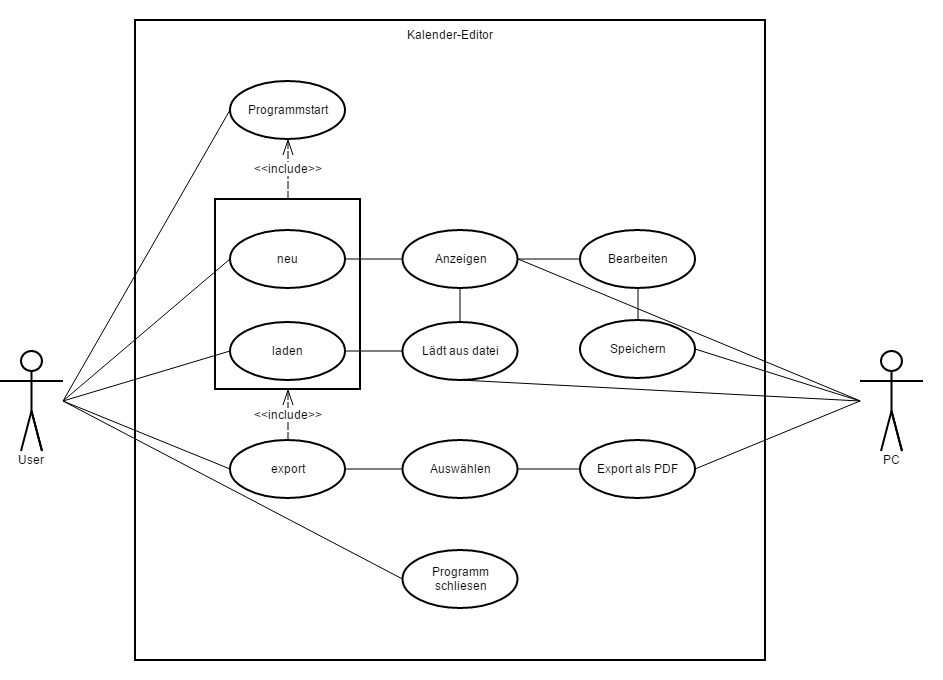 Kalender-Editor
Programmstart
<<include>>
neu
Anzeigen
Bearbeiten
laden
Lädt aus datei
Speichern
<<include>>
User
PC
export
Auswählen
Export als PDF
Programm
schliesen